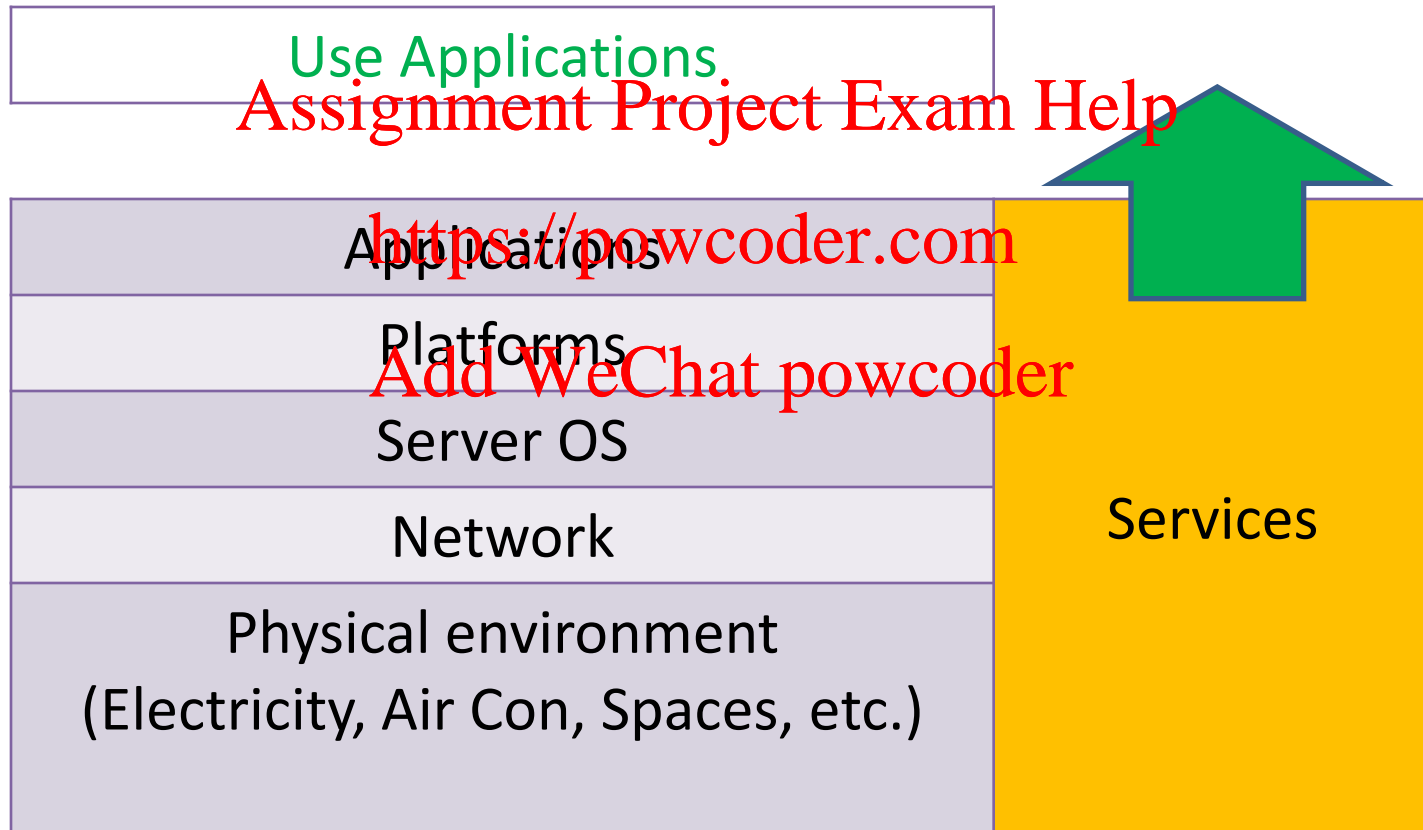 Use Applications
Assignment Project Exam Help
Applications
https://powcoder.com
Platforms
Add WeChat powcoder
Server OS
Network
Services
Physical environment
(Electricity, Air Con, Spaces, etc.)